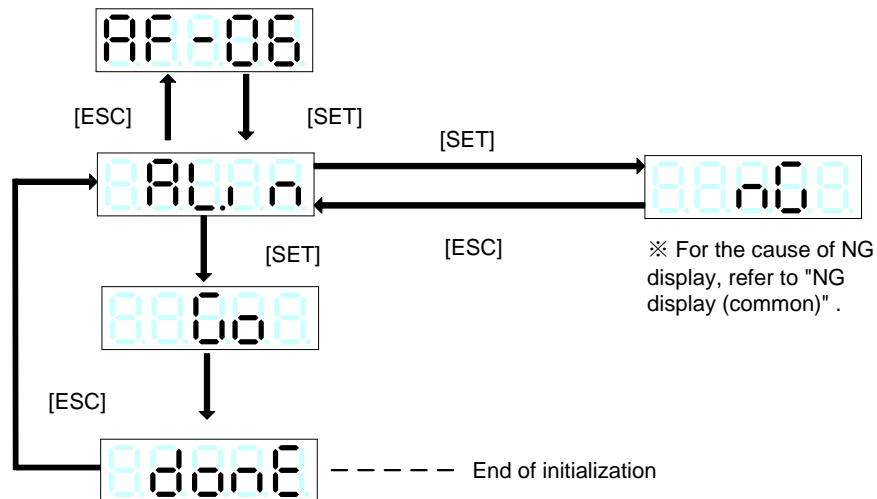 AF-06
[ESC]
[SET]
[SET]
AL.in
nG
[ESC]
[SET]
※ For the cause of NG
display, refer to "NG
display (common)" .
Go
[ESC]
donE
End of initialization